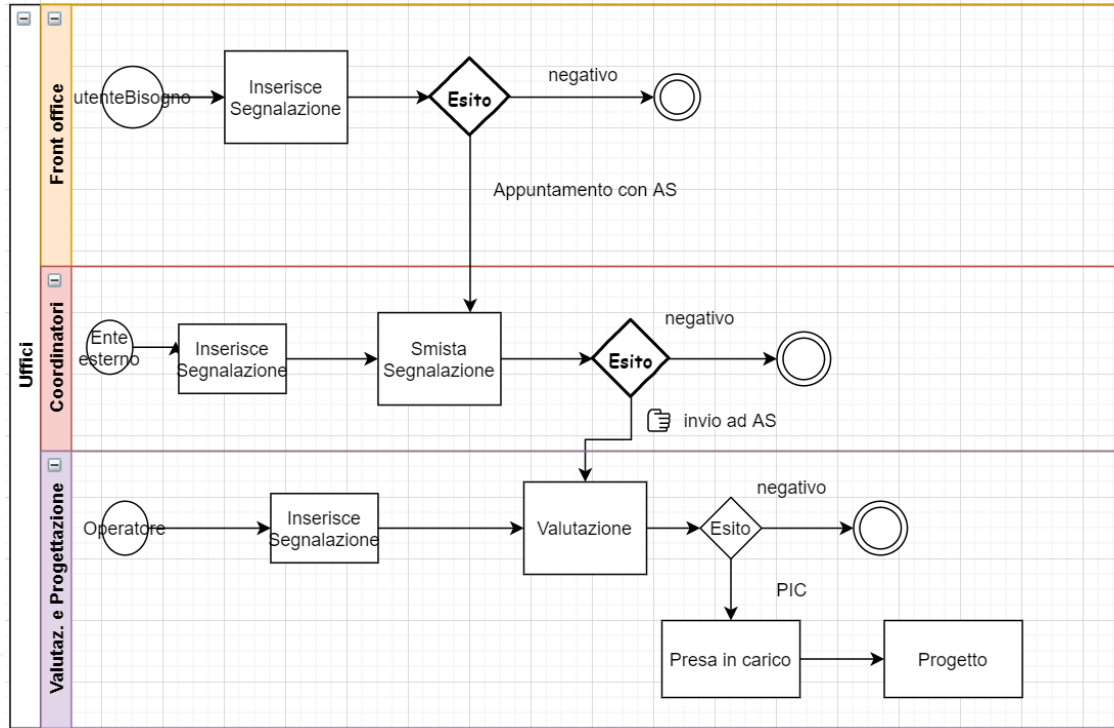 Uffici
Front office
utenteBisogno
Inserisce
Segnalazione
Esito
negativo
Appuntamento con AS
Coordinatori
Ente
esterno
Inserisce
Segnalazione
Smista
Segnalazione
Esito
negativo
invio ad AS
Valutaz. e Progettazione
Operatore
Inserisce
Segnalazione
Valutazione
Esito
negativo
PIC
Presa in carico
Progetto